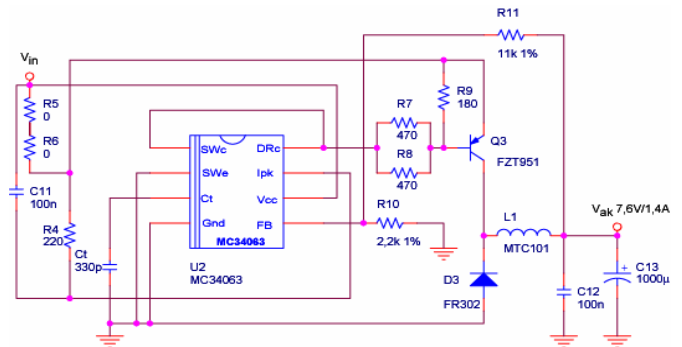 R11
11k 1%
Vin
R5
0
R6
0
R7
470
R8
470
R9
180
Q3
FZT951
SWc
DRc
SWe
Ipk
Ct
Vcc
Gnd
FB
MC34063
U2
MC34063
C11
100n
R4
220
Ct
330p
R10
2,2k 1%
L1
MTC101
Vak 7,6V/1,4A
D3
FR302
C12
100n
+
C13
1000µ